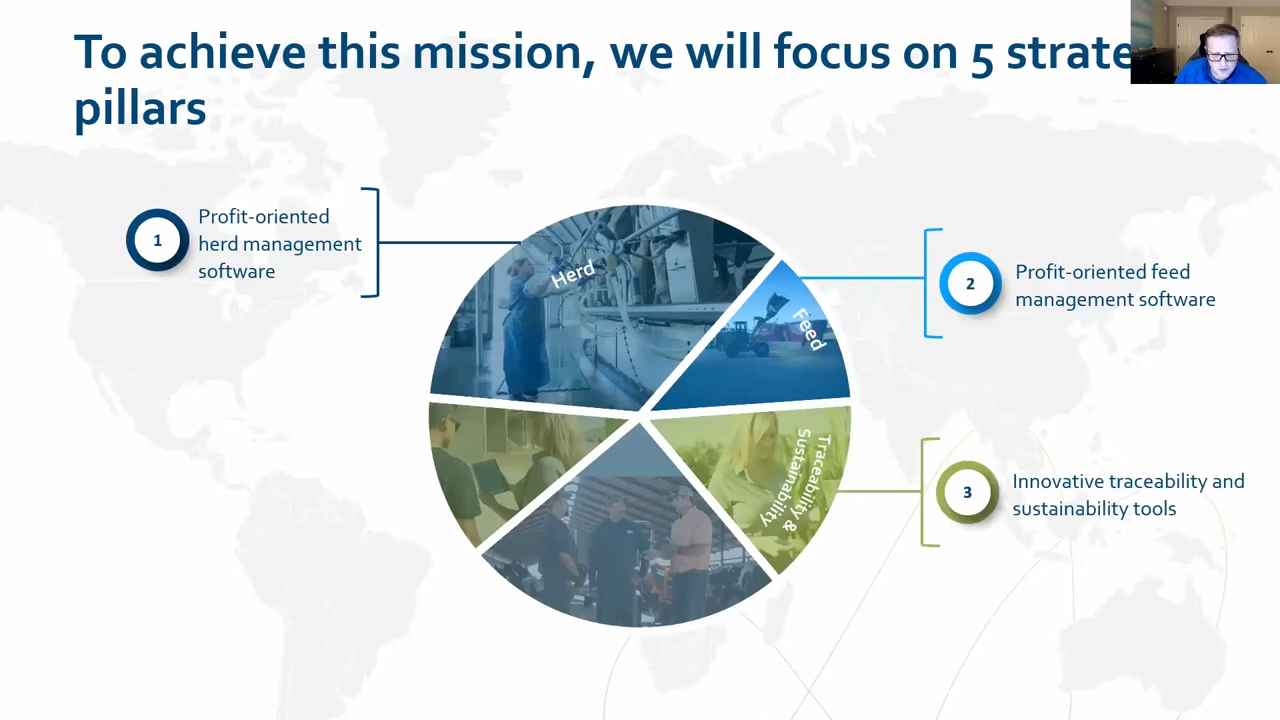 To achieve this mission, we will focus on 5 strate
pillars
1
Profit-oriented
herd management
software
Herd
Feed
2
Profit-oriented feed
management software
Traceability &
Sustainability
3
Innovative traceability and
sustainability tools